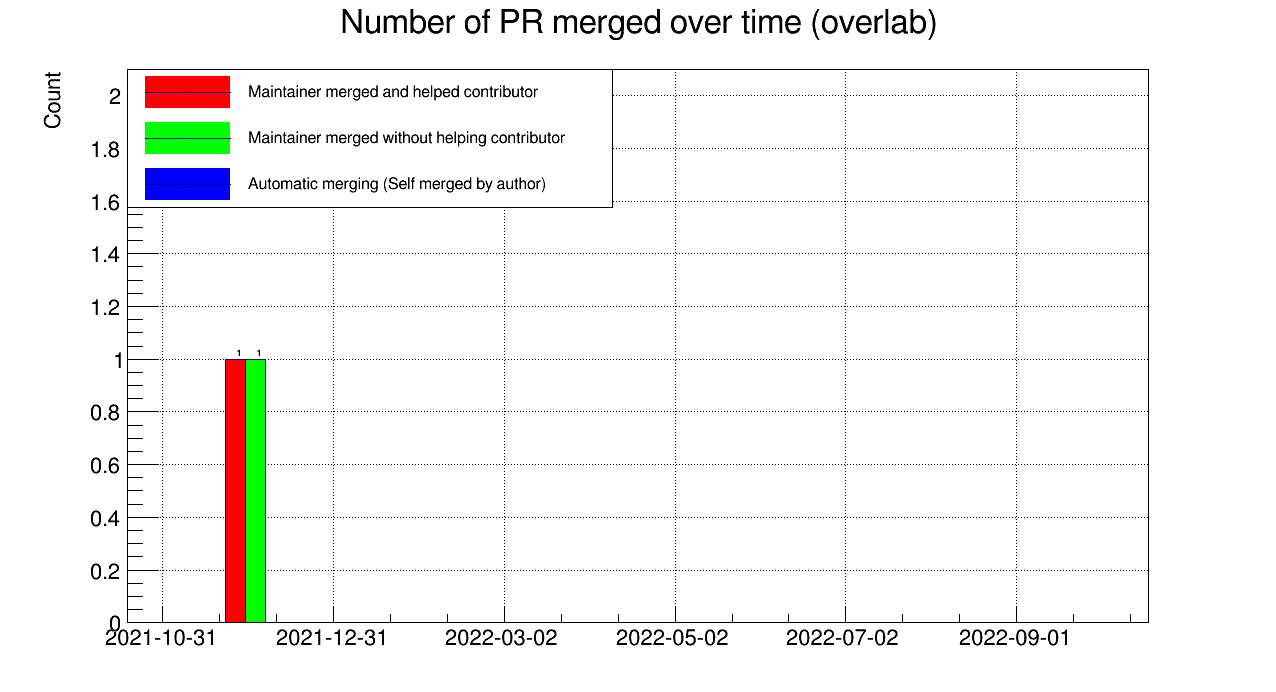 Number of PR merged over time (overlab)
Count
Maintainer merged and helped contributor
Maintainer merged without helping contributor
Automatic merging (Self merged by author)
2
1.8
1.6
1.4
1.2
1
0.8
0.6
0.4
0.2
0
1 1
2021-10-31 2021-12-31 2022-03-02 2022-05-02 2022-07-02 2022-09-01